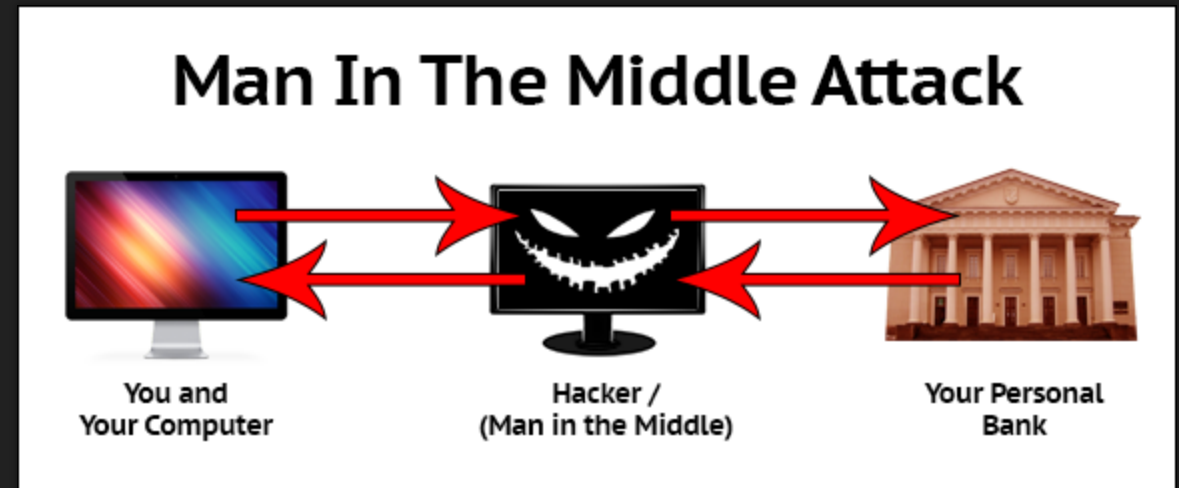 Man In The Middle Attack
You and
Your Computer
Hacker /
(Man in the Middle)
Your Personal
Bank